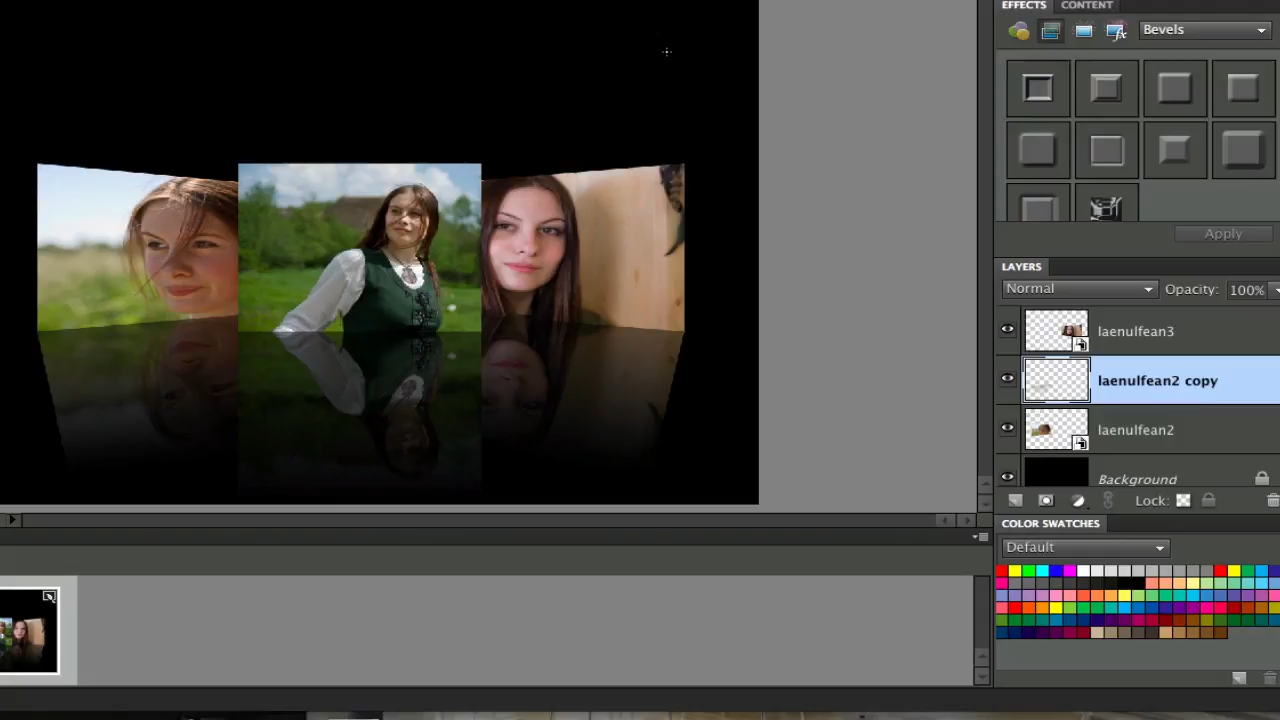 EFFECTS CONTENT
Bevels
Apply
LAYERS
Normal Opacity: 100%
laenulfean3
laenulfean2 copy
laenulfean2
Background
Lock:
COLOR SWATCHES
Default